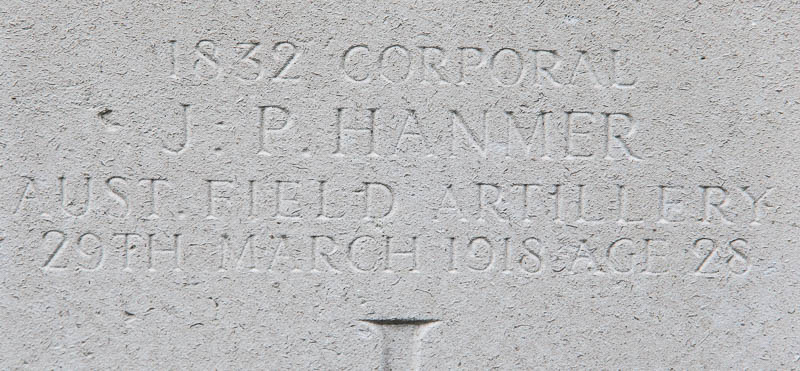 1832 CORPORAL
J. P. HANMER
AUST. FIELD ARTILLERY
29TH MARCH 1918 AGE 28